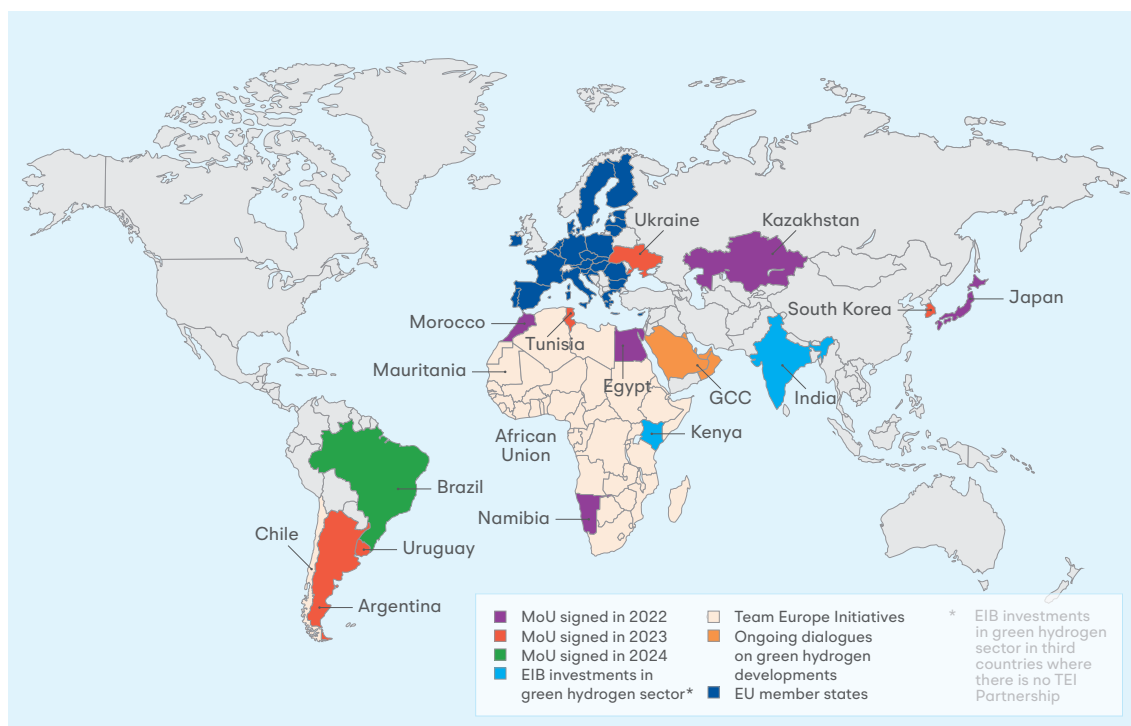 Ukraine
Kazakhstan
Japan
South Korea
Morocco
Tunisia
Mauritania
Egypt
GCC
India
African
Union
Kenya
Brazil
Namibia
Chile
Uruguay
Argentina
MoU signed in 2022
MoU signed in 2023
MoU signed in 2024
EIB investments in
green hydrogen sector*
Team Europe Initiatives
Ongoing dialogues
on green hydrogen
developments
EU member states
* EIB investments
in green hydrogen
sector in third
countries where
there is no TEI
Partnership